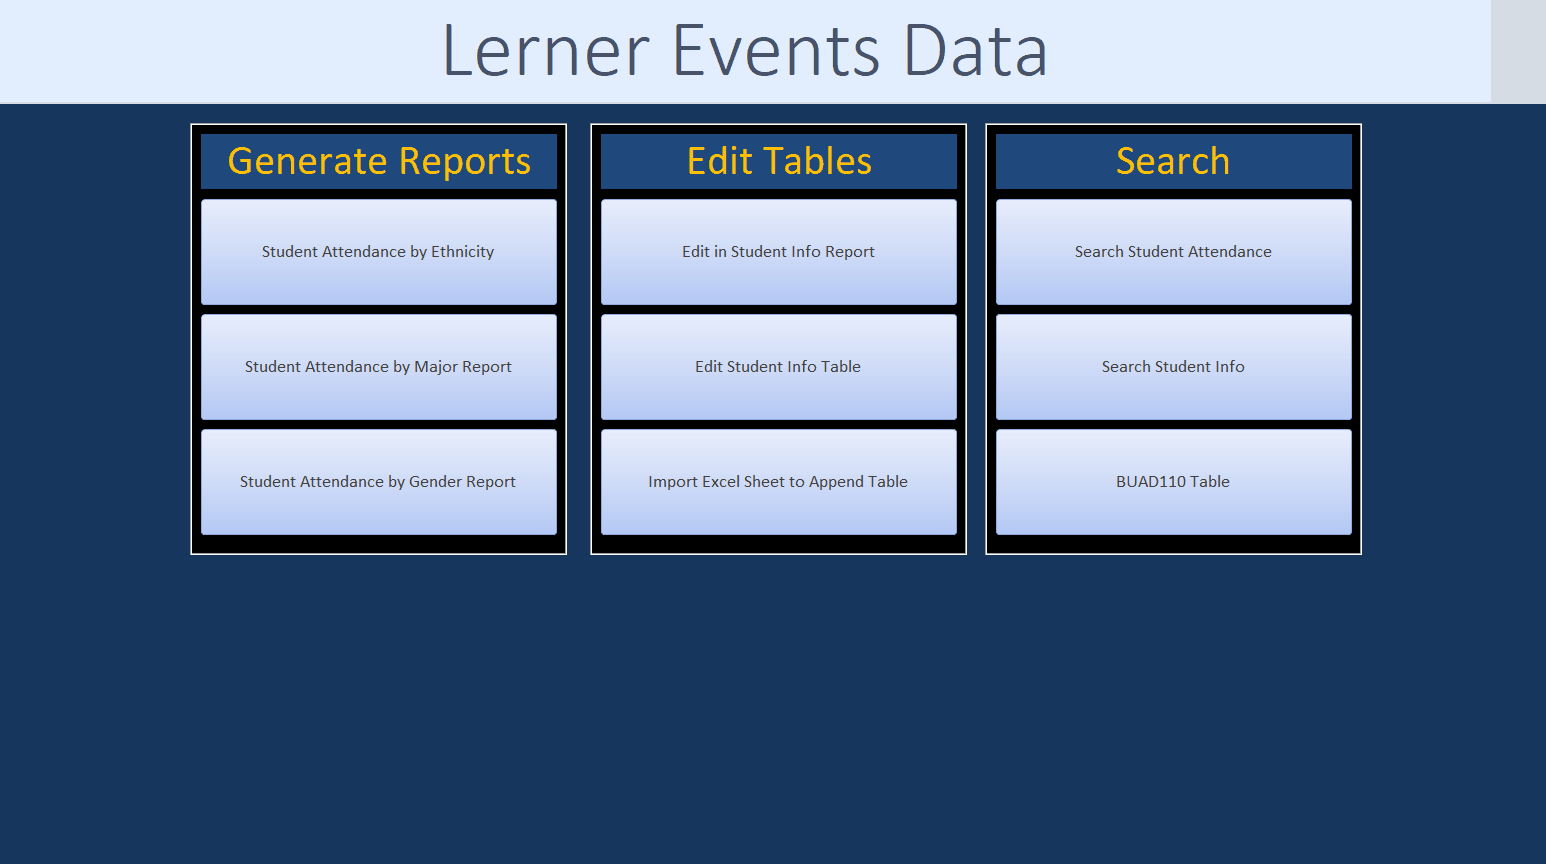 Lerner Events Data
Generate Reports
Student Attendance by Ethnicity
Student Attendance by Major Report
Student Attendance by Gender Report
Edit Tables
Edit in Student Info Report
Edit Student Info Table
Import Excel Sheet to Append Table
Search
Search Student Attendance
Search Student Info
BUAD110 Table